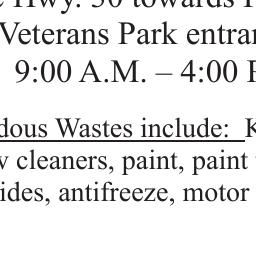 Hwy. 30 towards
Veterans Park entra
9:00 A.M. – 4:00
dous Wastes include: K
cleaners, paint, paint
ides, antifreeze, motor